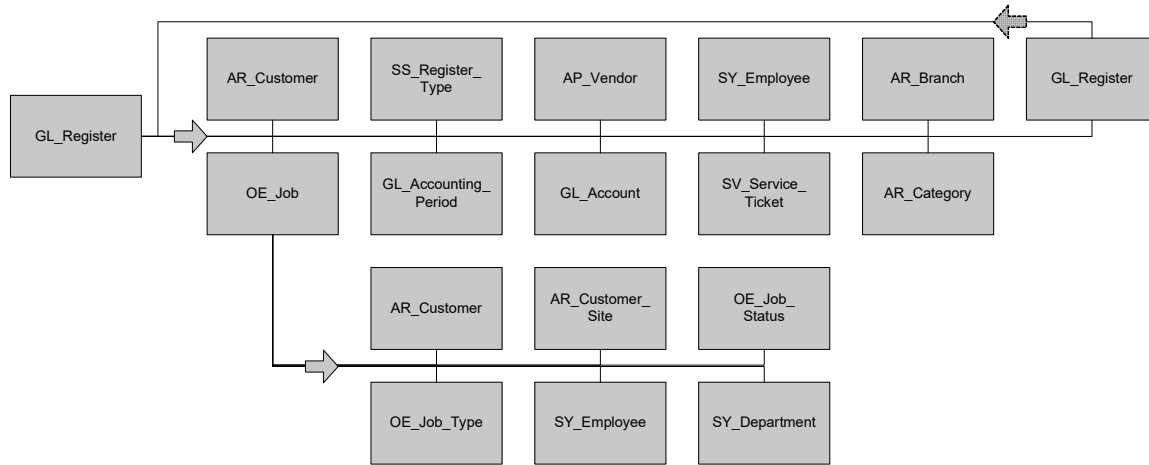 AR_Customer
SS_Register_
Type
AP_Vendor
SY_Employee
AR_Branch
GL_Register
GL_Register
OE_Job
GL_Accounting_
Period
GL_Account
SV_Service_
Ticket
AR_Category
AR_Customer
AR_Customer_
Site
OE_Job_
Status
OE_Job_Type
SY_Employee
SY_Department